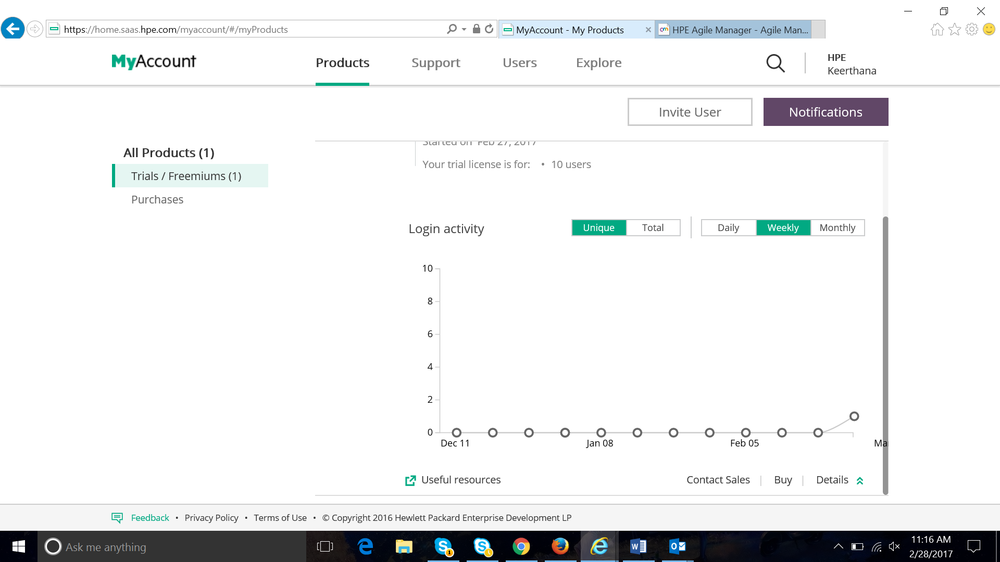 https://home.saas.hpe.com/myaccount/#/myProducts
MyAccount - My Products
HPE Agile Manager - Agile Man...
MyAccount
Products
Support
Users
Explore
HPE
Keerthana
Invite User
Notifications
All Products (1)
Trials / Freemiums (1)
Purchases
Started on Feb 27, 2017
Your trial license is for: • 10 users
Login activity
Unique
Total
Daily
Weekly
Monthly
10
8
6
4
2
0
Dec 11
Jan 08
Feb 05
Ma
Useful resources
Contact Sales
Buy
Details
Feedback • Privacy Policy • Terms of Use • © Copyright 2016 Hewlett Packard Enterprise Development LP
Ask me anything
1
11:16 AM
2/28/2017